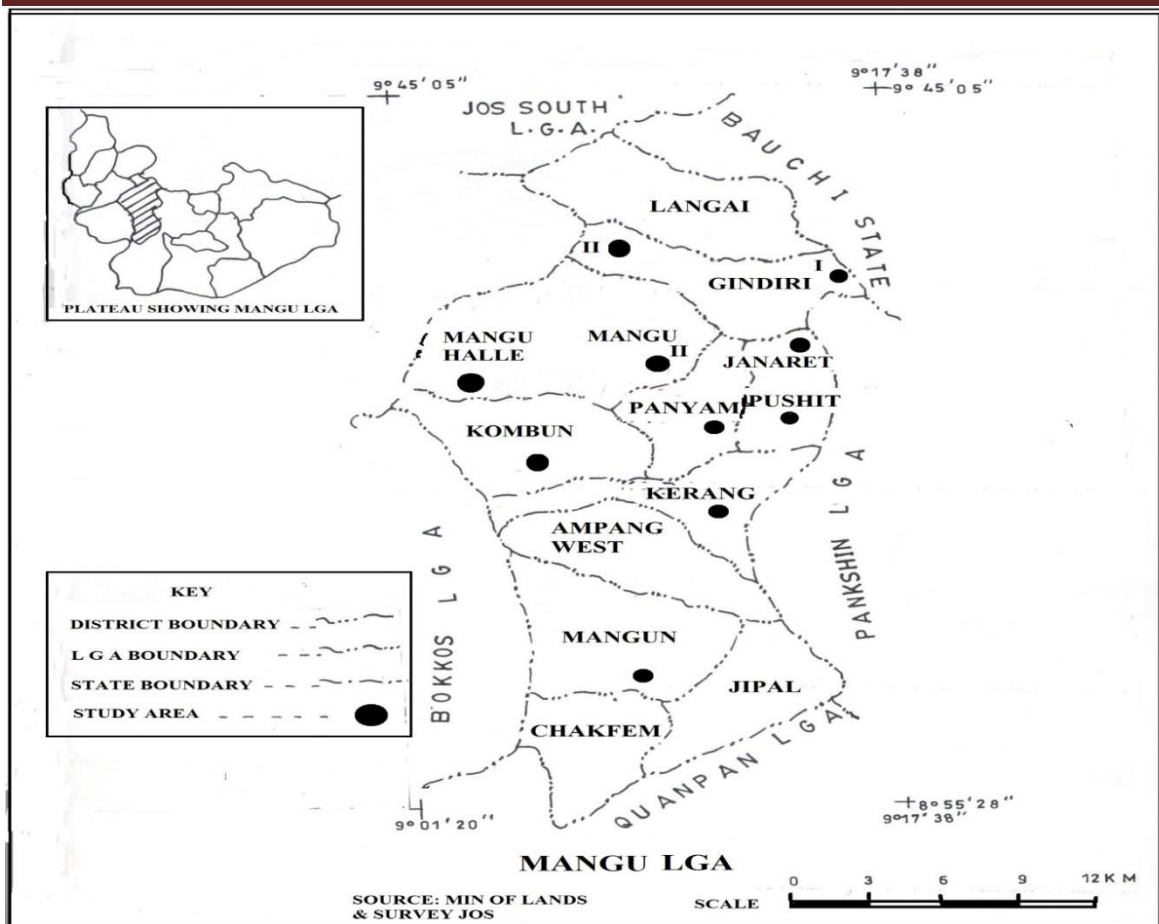 9° 45' 05"
9° 17' 38"
9° 45' 05"
JOS SOUTH
L.G.A.
BAUCHI STATE
PLATEAU SHOWING MANGU LGA
LANGAI
II
I
GINDIRI
MANGU
HALLE
MANGU
II
JANARET
PANYAM
PUSHIT
KOMBUN
KERANG
AMPANG
WEST
BOKKOS LGA
PANKSHIN LGA
KEY
DISTRICT BOUNDARY
L G A BOUNDARY
STATE BOUNDARY
STUDY AREA
MANGUN
JIPAL
CHAKFEM
QUANPAN LGA
9° 01' 20"
8° 55' 28"
9° 17' 38"
MANGU LGA
SOURCE: MIN OF LANDS
& SURVEY JOS
SCALE
0 3 6 9 12 K M